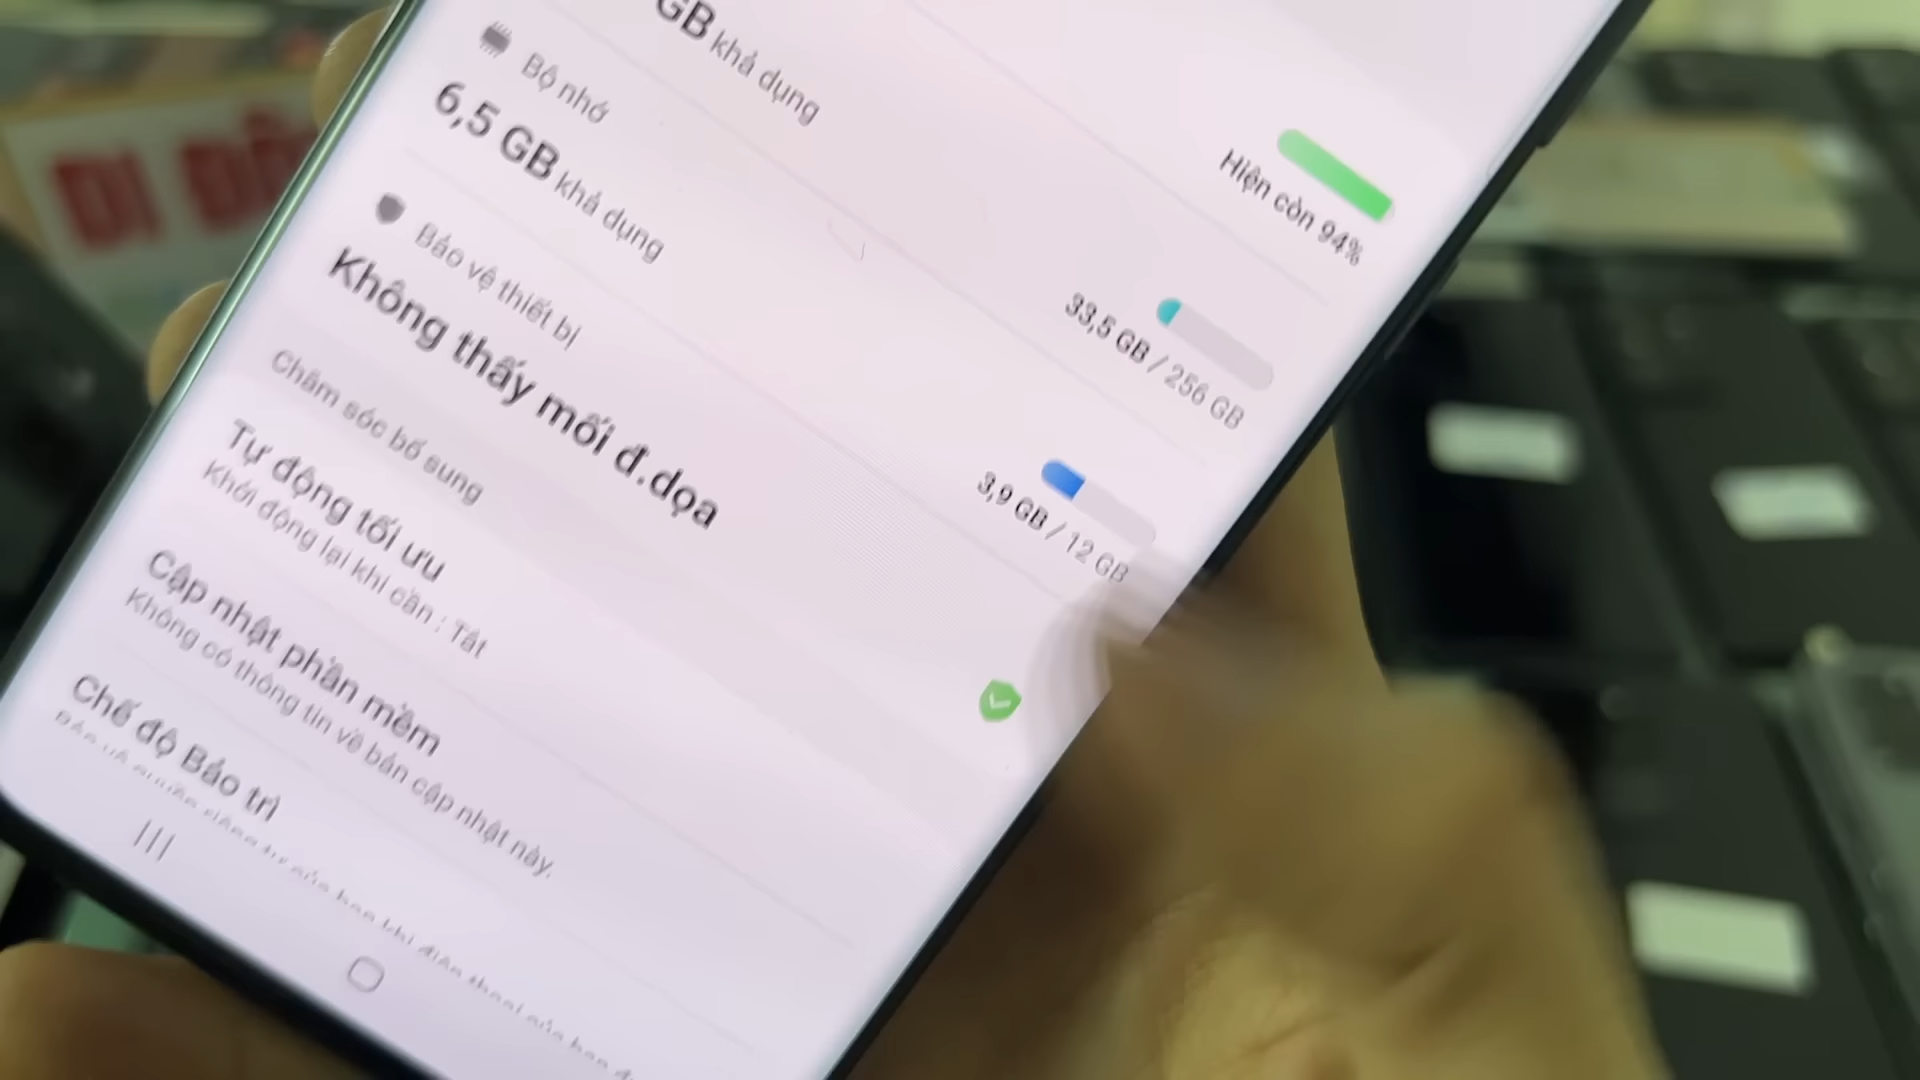 GB khả dụng
Hiện còn 94%
Bộ nhớ
6,5 GB khả dụng
33,5 GB / 256 GB
Bảo vệ thiết bị
Không thấy mối đ.dọa
3,9 GB / 12 GB
Chăm sóc bổ sung
Tự động tối ưu
Khởi động lại khi cần : Tắt
Cập nhật phần mềm
Không có thông tin về bản cập nhật này.
Chế độ Bảo trì
DI ĐỘ